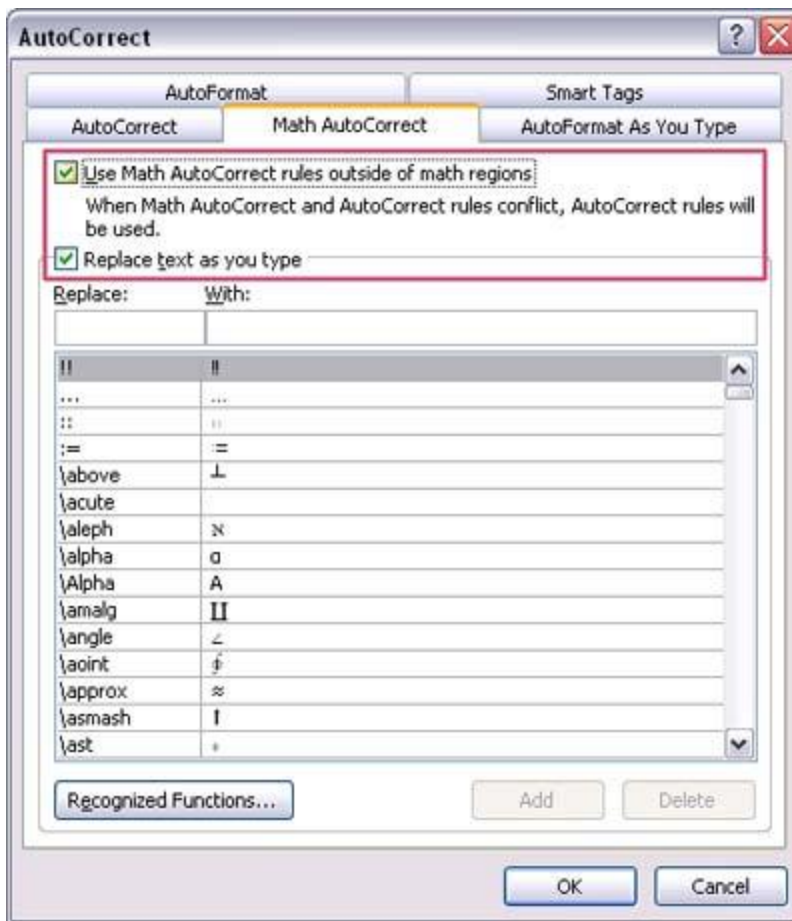 AutoCorrect
AutoFormat Smart Tags
AutoCorrect Math AutoCorrect AutoFormat As You Type
Use Math AutoCorrect rules outside of math regions
When Math AutoCorrect and AutoCorrect rules conflict, AutoCorrect rules will
be used.
Replace text as you type
Replace: With:
!! ‼
... …
:: ∷
:= ≔
\above ┴
\acute
\aleph ℵ
\alpha α
\Alpha Α
\amalg ∐
\angle ∠
\aoint ∳
\approx ≈
\asmash ⬆
\ast ∗
Recognized Functions... Add Delete
OK Cancel